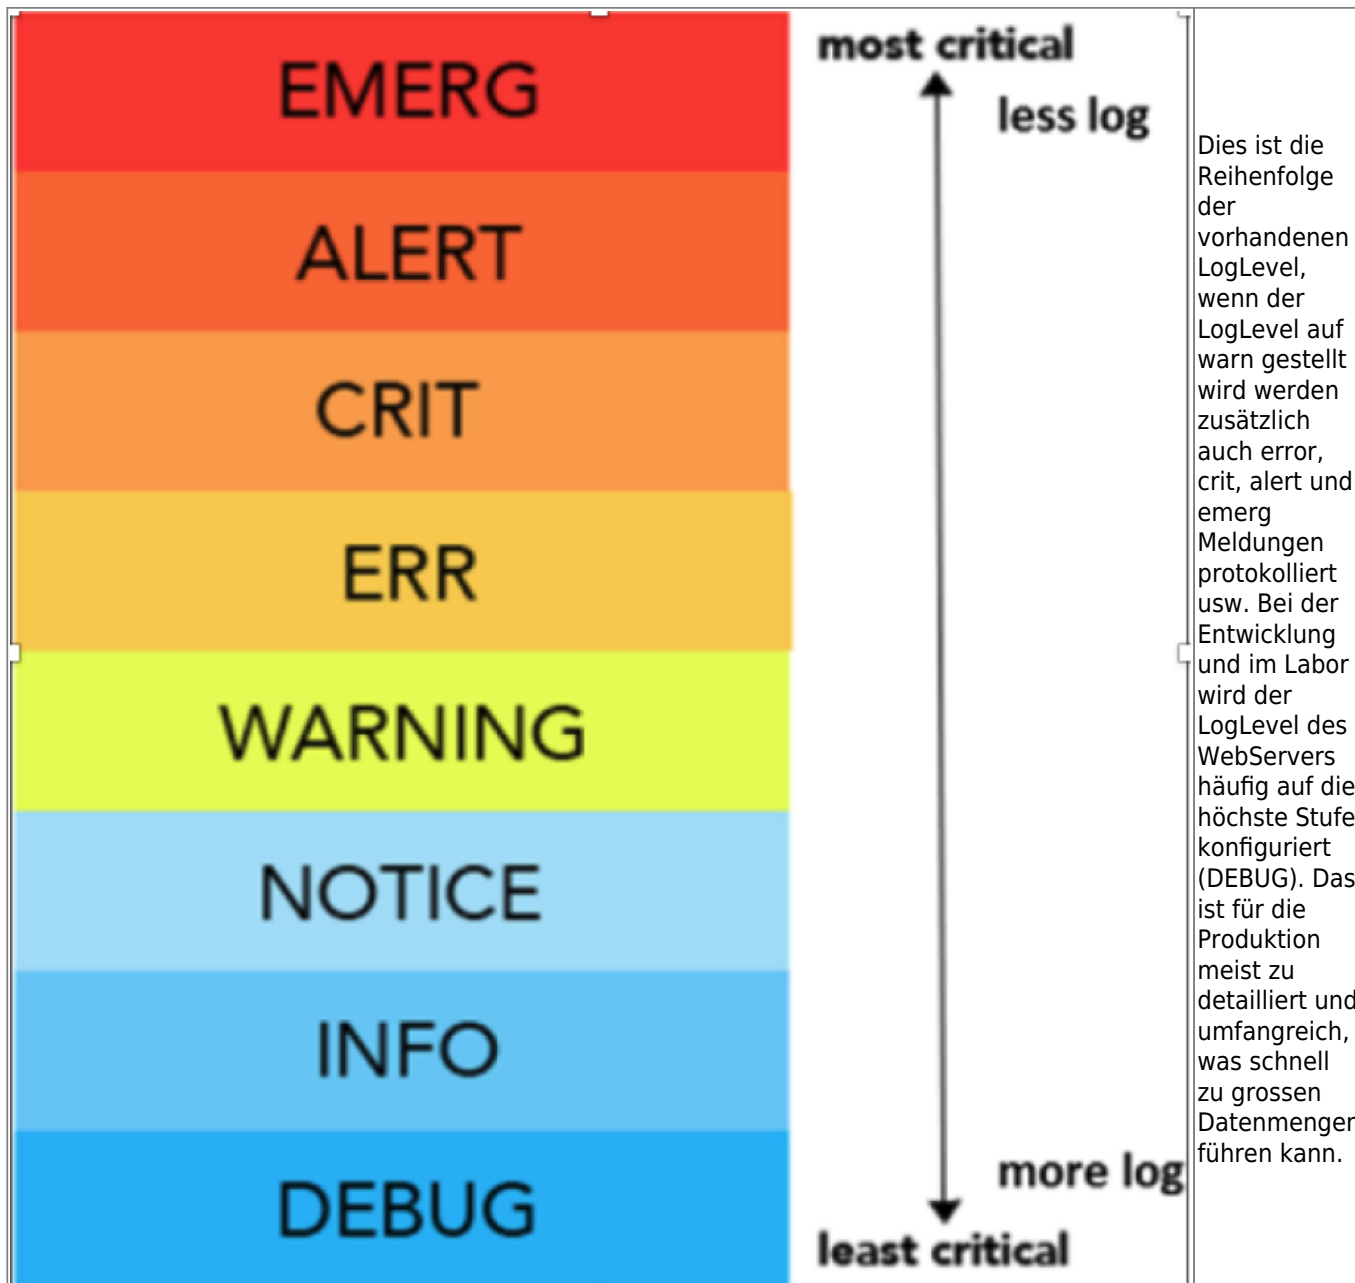 EMERG
ALERT
CRIT
ERR
WARNING
NOTICE
INFO
DEBUG
most critical
less log
more log
least critical
Dies ist die
Reihenfolge
der
vorhandenen
LogLevel,
wenn der
LogLevel auf
warn gestellt
wird werden
zusätzlich
auch error,
crit, alert und
emerg
Meldungen
protokolliert
usw. Bei der
Entwicklung
und im Labor
wird der
LogLevel des
WebServers
häufig auf die
höchste Stufe
konfiguriert
(DEBUG). Das
ist für die
Produktion
meist zu
detailliert und
umfangreich,
was schnell
zu grossen
Datenmengen
führen kann.